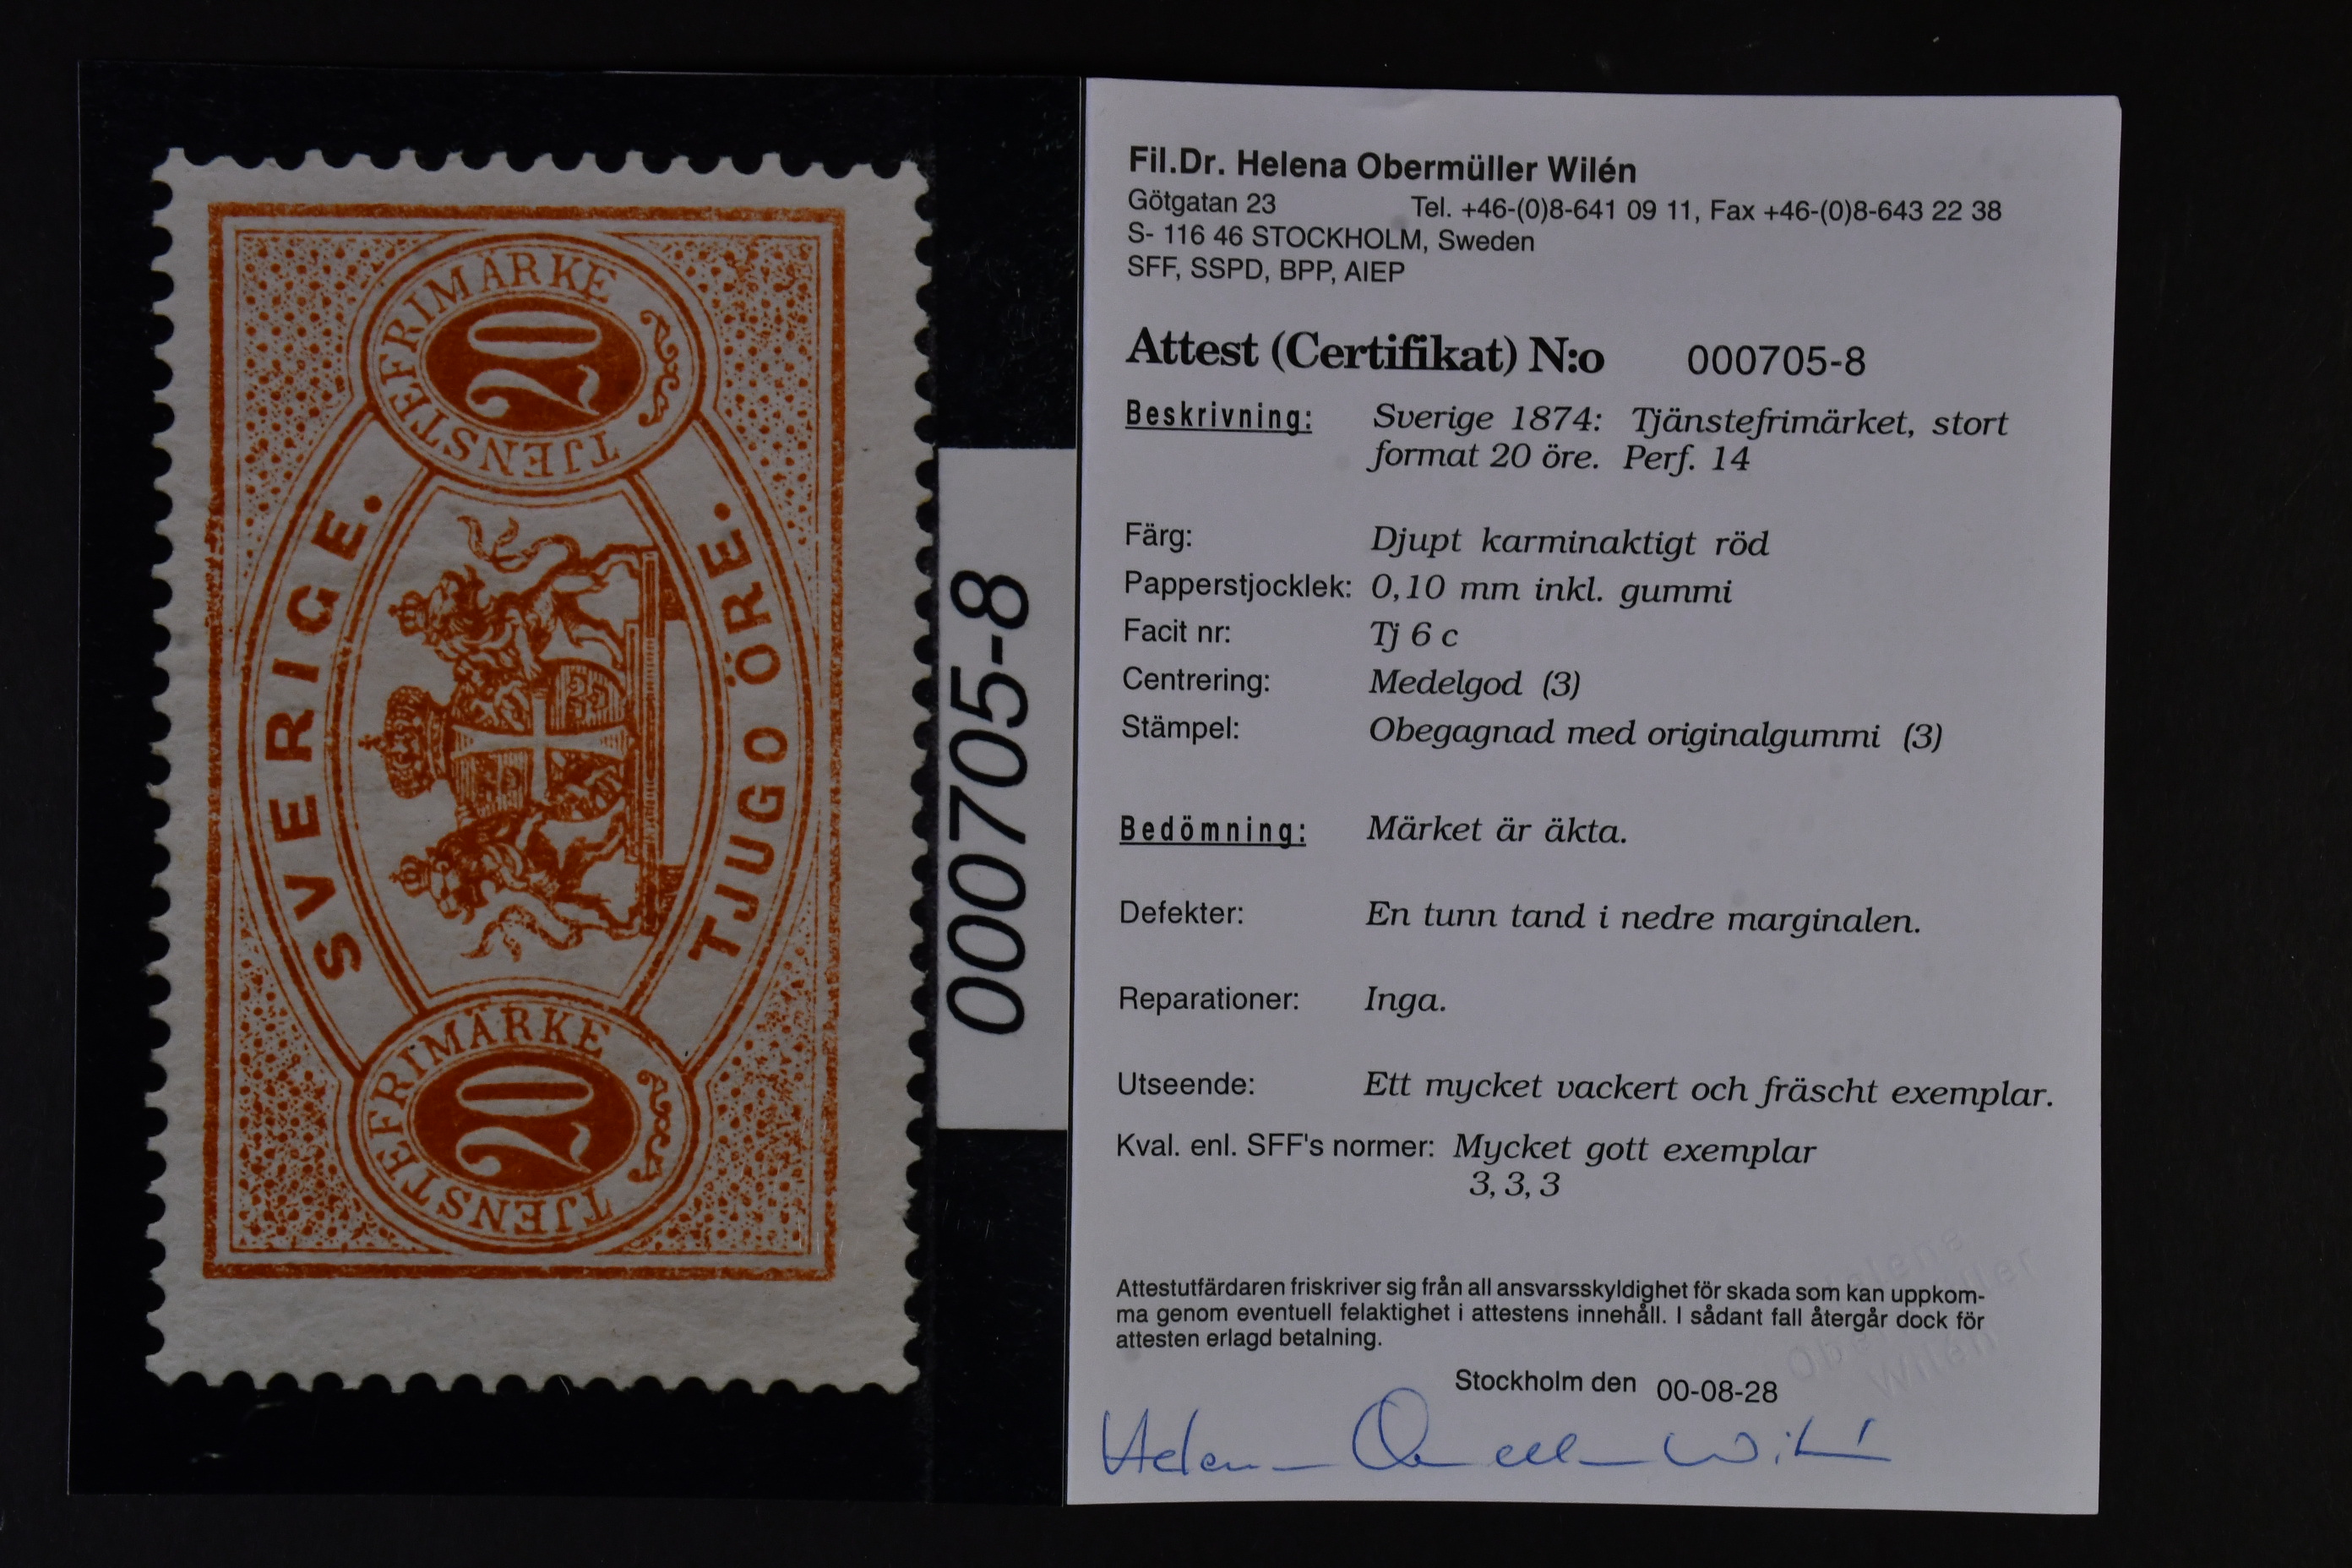 TJENSTEFRIMÄRKE
20
SVERIGE.
TJUGO ÖRE.
TJENSTEFRIMÄRKE
20
000705-8
Fil.Dr. Helena Obermüller Wilén
Götgatan 23 Tel. +46-(0)8-641 09 11, Fax +46-(0)8-643 22 38
S- 116 46 STOCKHOLM, Sweden
SFF, SSPD, BPP, AIEP
Attest (Certifikat) N:o 000705-8
Beskrivning: Sverige 1874: Tjänstefrimärket, stort
format 20 öre. Perf. 14
Färg: Djupt karminaktigt röd
Papperstjocklek: 0,10 mm inkl. gummi
Facit nr: Tj 6 c
Centrering: Medelgod (3)
Stämpel: Obegagnad med originalgummi (3)
Bedömning: Märket är äkta.
Defekter: En tunn tand i nedre marginalen.
Reparationer: Inga.
Utseende: Ett mycket vackert och fräscht exemplar.
Kval. enl. SFF's normer: Mycket gott exemplar
3, 3, 3
Attestutfärdaren friskriver sig från all ansvarsskyldighet för skada som kan uppkom-
ma genom eventuell felaktighet i attestens innehåll. I sådant fall återgår dock för
attesten erlagd betalning.
Stockholm den 00-08-28
Helena Obermüller Wilén